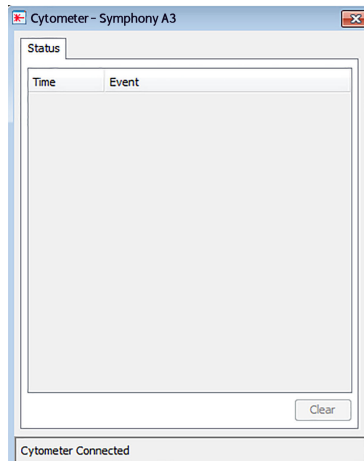 Cytometer - Symphony A3
Status
Time Event
Clear
Cytometer Connected